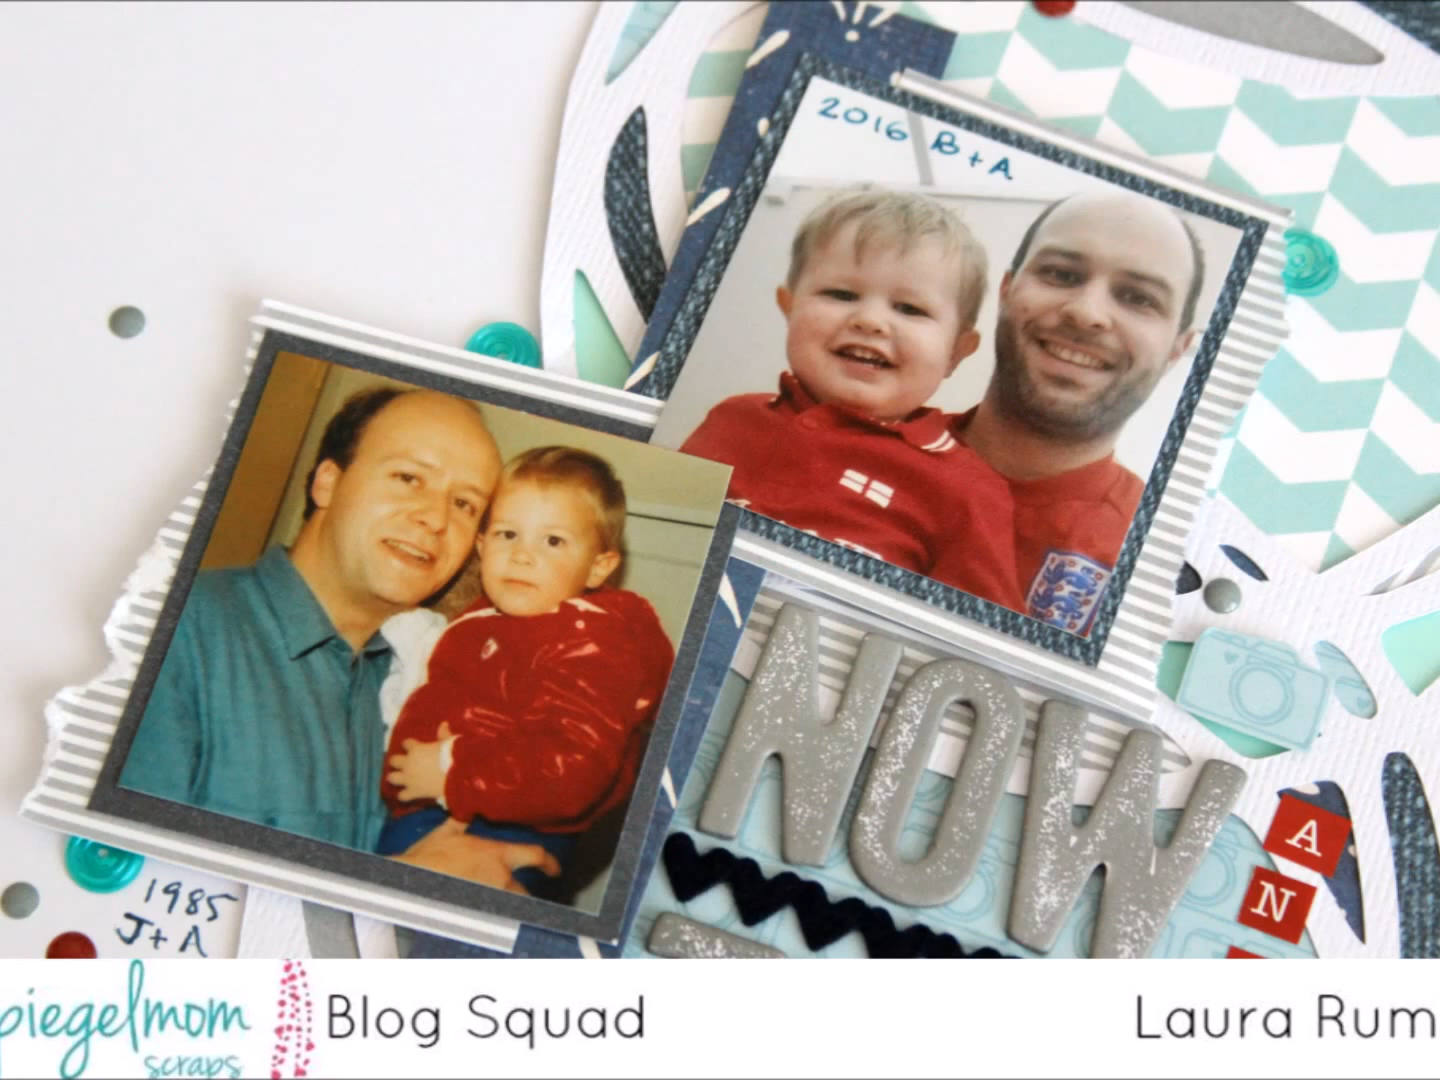 2016 B+A
NOW
A
N
1985
J+A
piegelmom
scraps
Blog Squad
Laura Rum